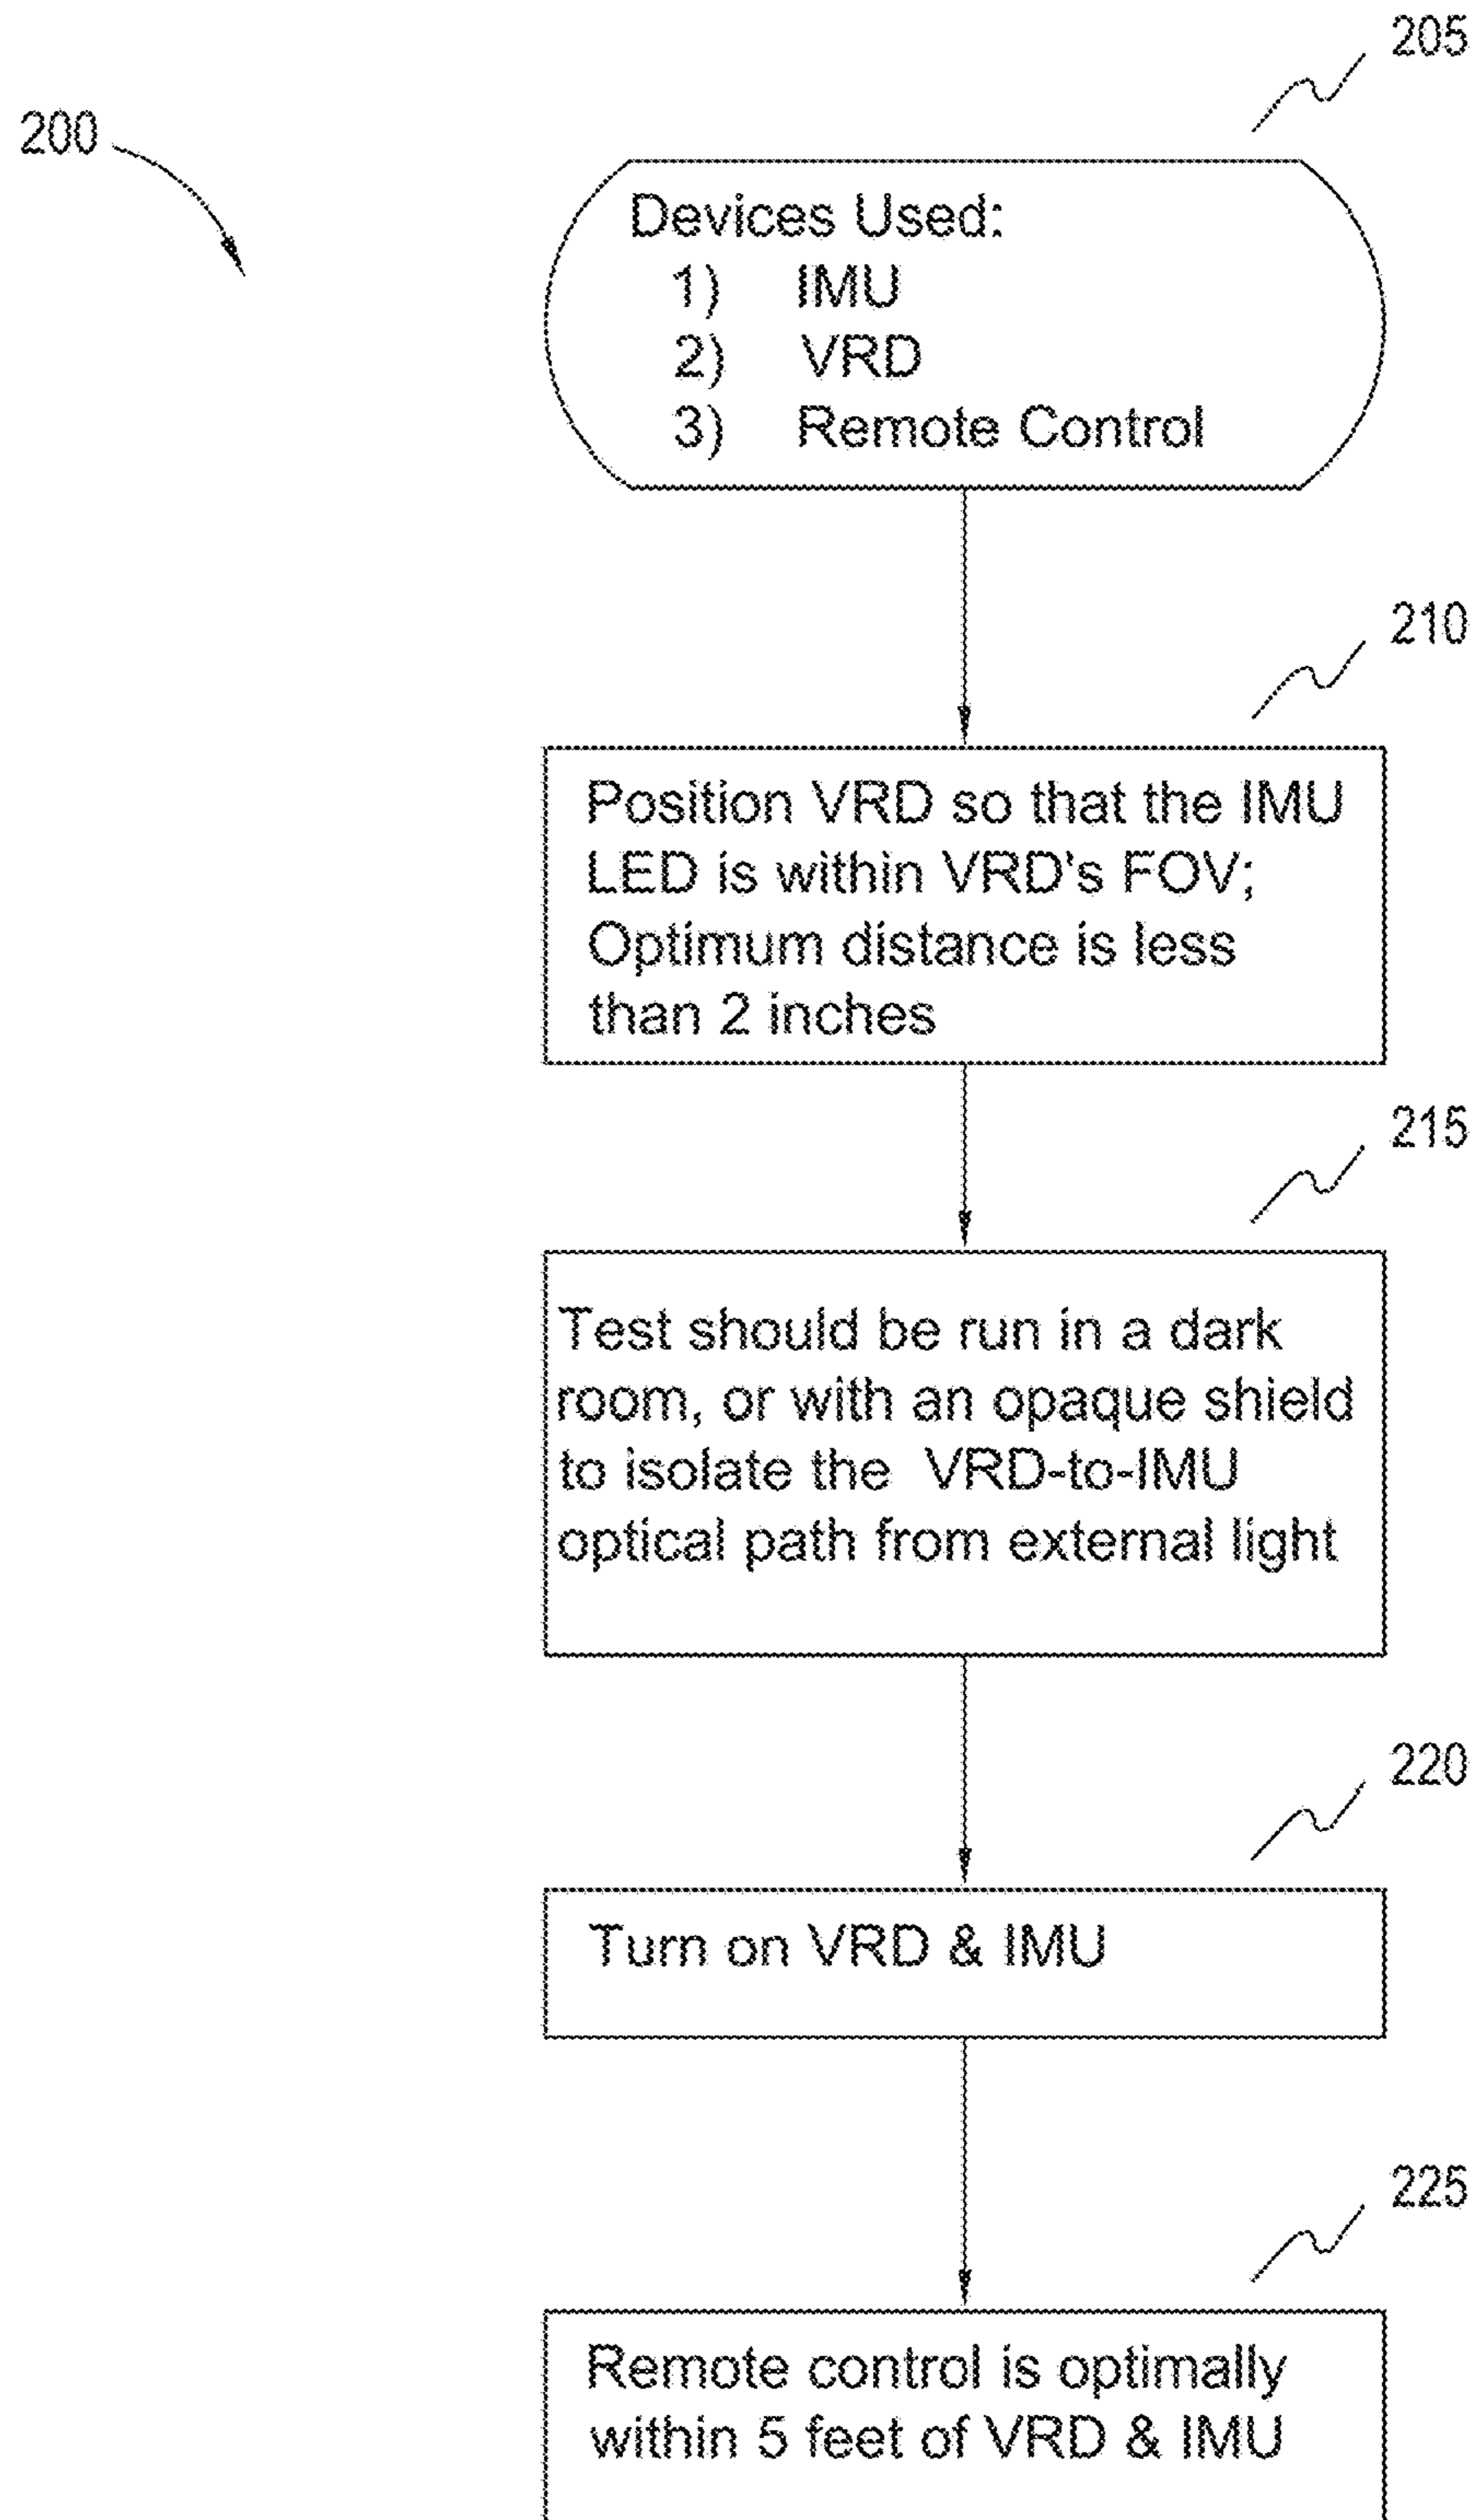 205
200
Devices Used:
1) IMU
2) VRD
3) Remote Control
210
Position VRD so that the IMU
LED is within VRD's FOV;
Optimum distance is less
than 2 inches
215
Test should be run in a dark
room, or with an opaque shield
to isolate the VRD-to-IMU
optical path from external light
220
Turn on VRD & IMU
225
Remote control is optimally
within 5 feet of VRD & IMU